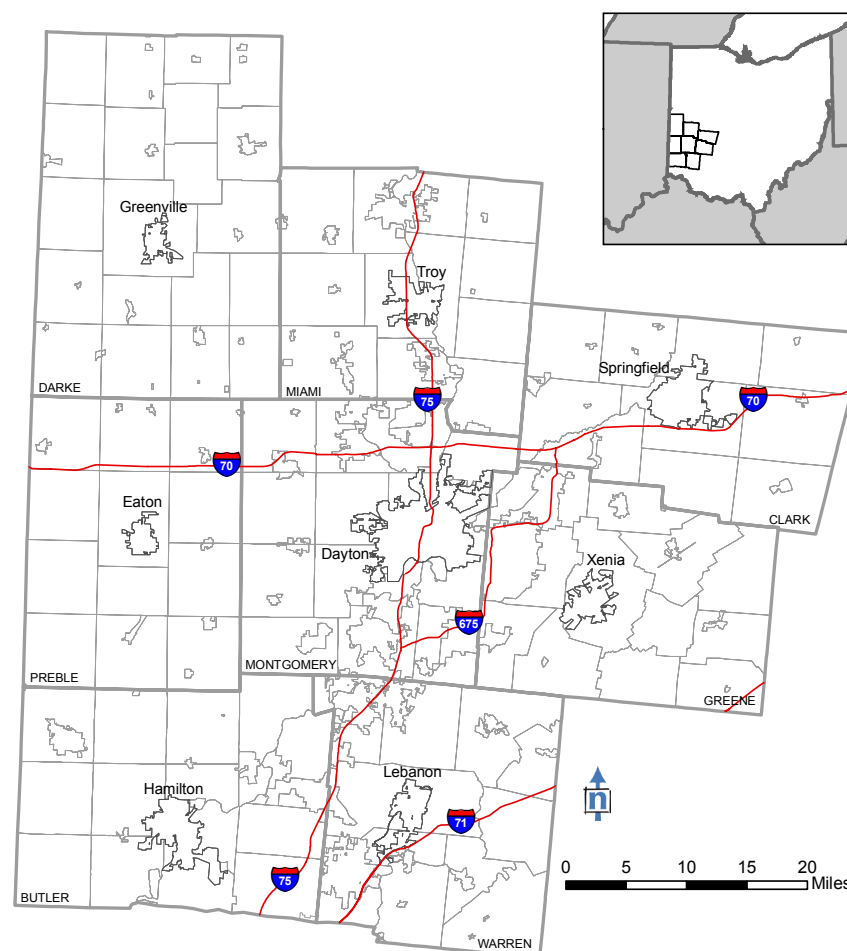 Greenville
Troy
Springfield
DARKE
MIAMI
75
70
70
Eaton
CLARK
Dayton
Xenia
675
PREBLE
MONTGOMERY
GREENE
Hamilton
Lebanon
n
71
75
0 5 10 15 20
Miles
BUTLER
WARREN